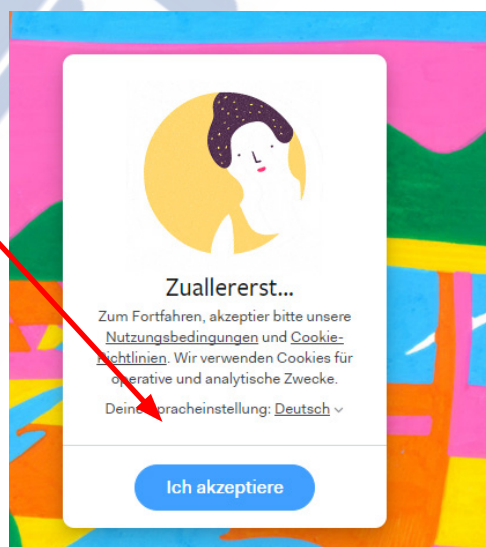 Zuallererst...
Zum Fortfahren, akzeptier bitte unsere
Nutzungsbedingungen und Cookie-
Richtlinien. Wir verwenden Cookies für
operative und analytische Zwecke.
Deine Spracheinstellung: Deutsch
Ich akzeptiere